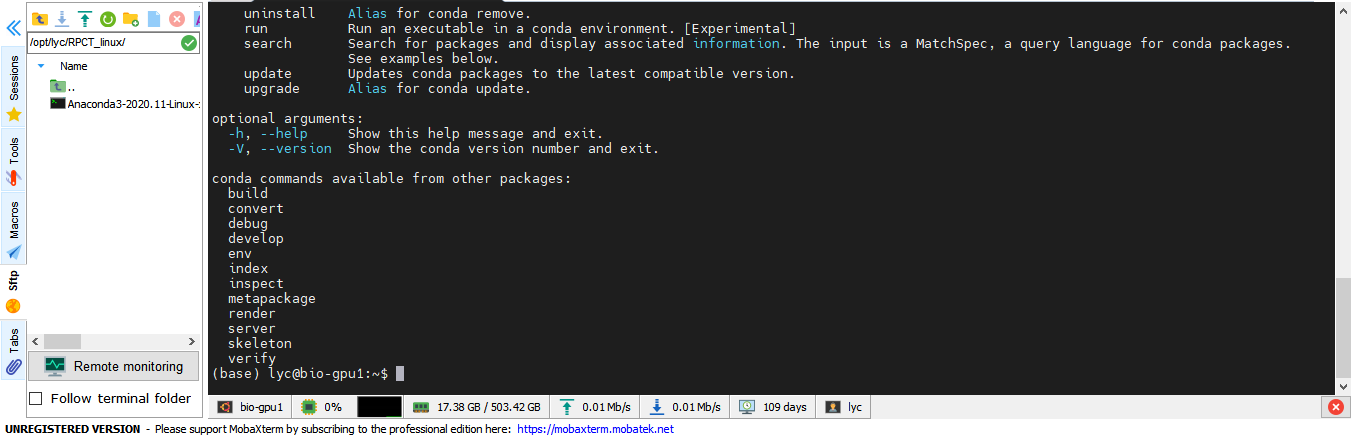 /opt/lyc/RPCT_linux/
Name
..
Anaconda3-2020.11-Linux-
Sessions
Tools
Macros
Sftp
Tabs
Remote monitoring
Follow terminal folder
uninstall Alias for conda remove.
run Run an executable in a conda environment. [Experimental]
search Search for packages and display associated information. The input is a MatchSpec, a query language for conda packages.
See examples below.
update Updates conda packages to the latest compatible version.
upgrade Alias for conda update.
optional arguments:
-h, --help Show this help message and exit.
-V, --version Show the conda version number and exit.
conda commands available from other packages:
build
convert
debug
develop
env
index
inspect
metapackage
render
server
skeleton
verify
(base) lyc@bio-gpu1:~$
bio-gpu1 0% 17.38 GB / 503.42 GB 0.01 Mb/s 0.01 Mb/s 109 days lyc
UNREGISTERED VERSION - Please support MobaXterm by subscribing to the professional edition here: https://mobaxterm.mobatek.net